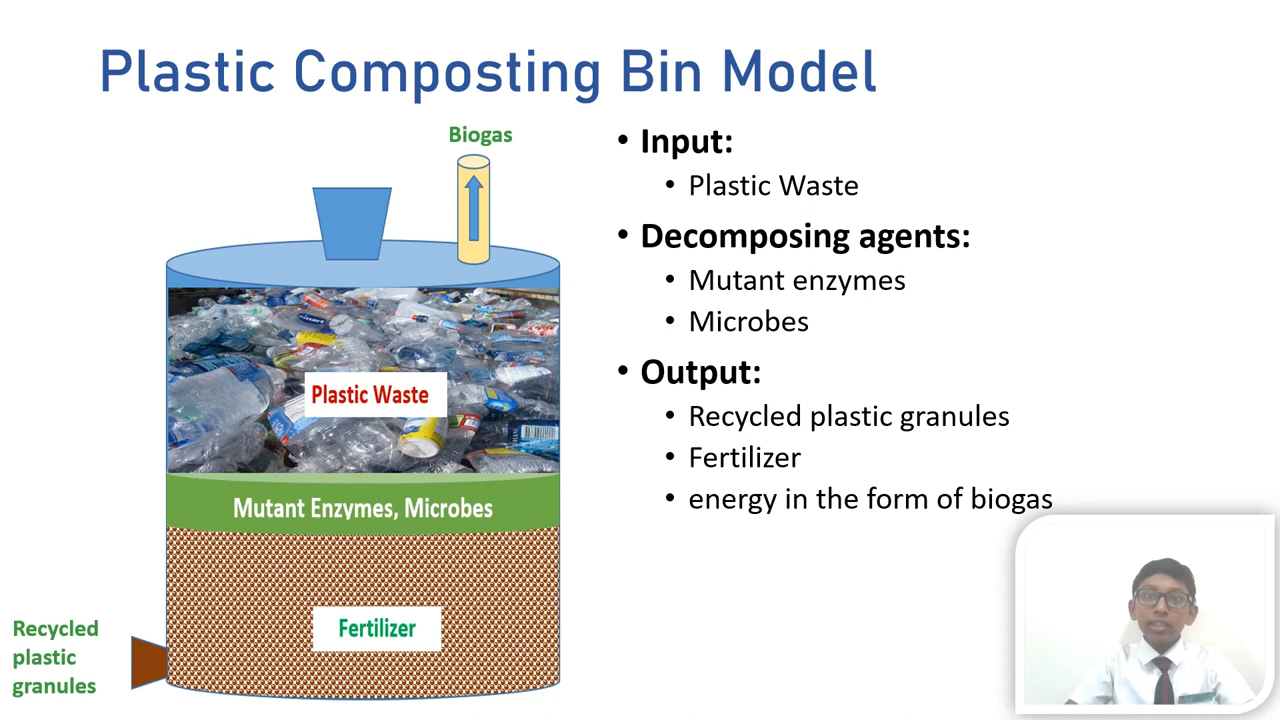 Plastic Composting Bin Model
Biogas
Plastic Waste
Mutant Enzymes, Microbes
Fertilizer
Recycled
plastic
granules
• Input:
• Plastic Waste
• Decomposing agents:
• Mutant enzymes
• Microbes
• Output:
• Recycled plastic granules
• Fertilizer
• energy in the form of biogas